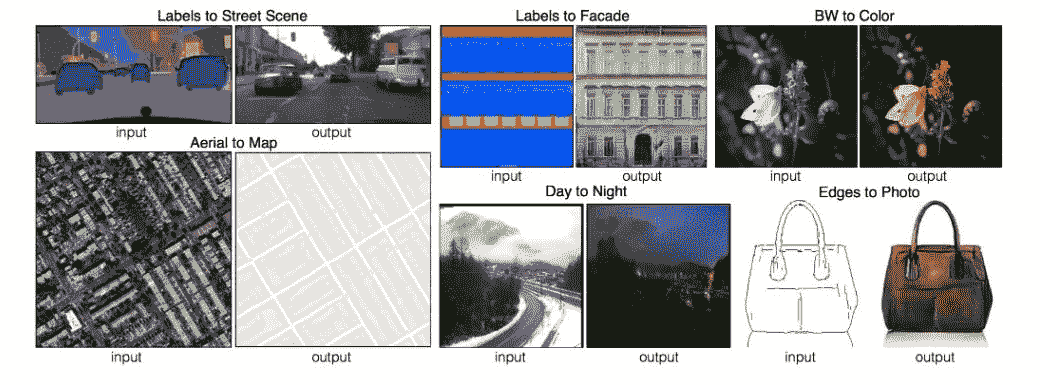 Labels to Street Scene
input
output
Aerial to Map
input
output
Labels to Facade
input
output
Day to Night
input
output
BW to Color
input
output
Edges to Photo
input
output